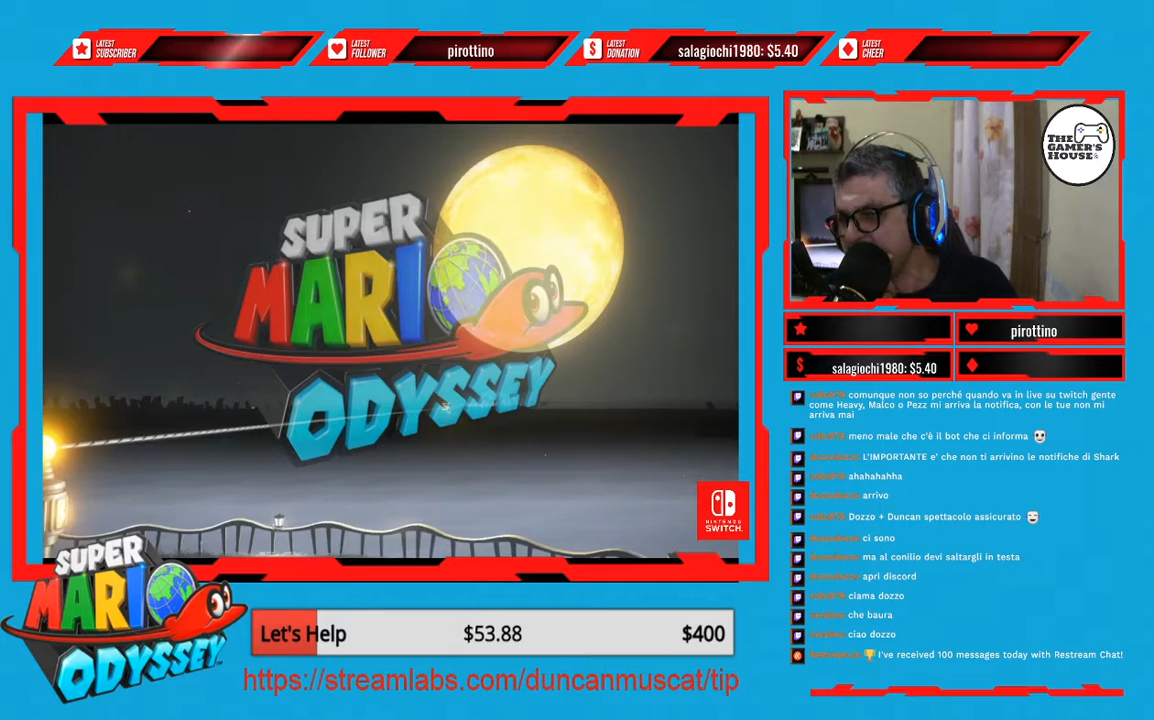 LATEST
SUBSCRIBER
LATEST
FOLLOWER
pirottino
LATEST
DONATION
salagiochi1980: $5.40
LATEST
CHEER
SUPER
MARIO
ODYSSEY
NINTENDO
SWITCH.
THE
GAMER'S
HOUSE
pirottino
salagiochi1980: $5.40
comunque non so perché quando va in live su twitch gente
come Heavy, Malco o Pezz mi arriva la notifica, con le tue non mi
arriva mai
meno male che c'è il bot che ci informa
L'IMPORTANTE e' che non ti arrivino le notifiche di Shark
ahahahahha
arrivo
Dozzo + Duncan spettacolo assicurato
ci sono
ma al conilio devi saltargli in testa
apri discord
ciama dozzo
che baura
ciao dozzo
I've received 100 messages today with Restream Chat!
SUPER
MARIO
ODYSSEY
Let's Help $53.88 $400
https://streamlabs.com/duncanmuscat/tip